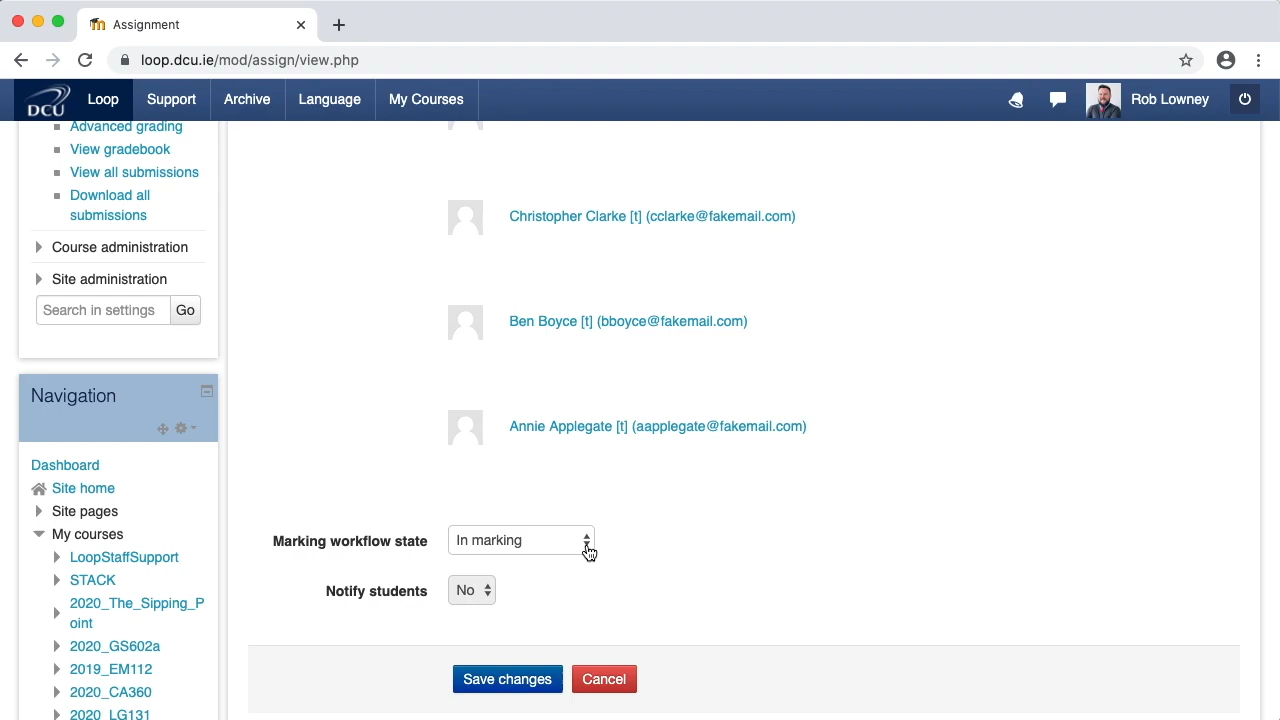 Assignment
loop.dcu.ie/mod/assign/view.php
DCU
Loop
Support
Archive
Language
My Courses
Rob Lowney
Advanced grading
View gradebook
View all submissions
Download all
submissions
Course administration
Site administration
Search in settings
Go
Navigation
Dashboard
Site home
Site pages
My courses
LoopStaffSupport
STACK
2020_The_Sipping_P
oint
2020_GS602a
2019_EM112
2020_CA360
2020_LG131
Christopher Clarke [t] (cclarke@fakemail.com)
Ben Boyce [t] (bboyce@fakemail.com)
Annie Applegate [t] (aapplegate@fakemail.com)
Marking workflow state
In marking
Notify students
No
Save changes
Cancel